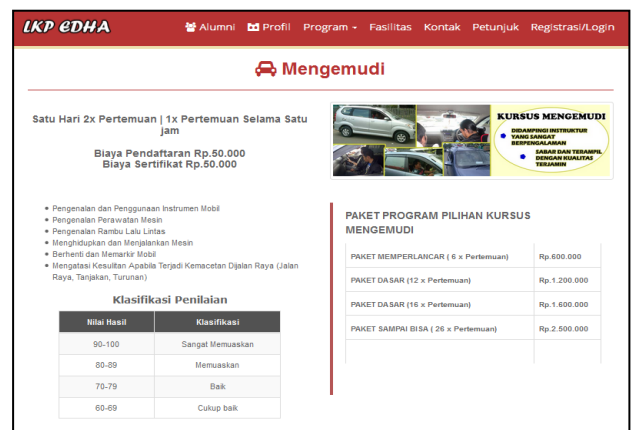 LKP EDHA
Alumni Profil Program Fasilitas Kontak Petunjuk Registrasi/Login
Mengemudi
Satu Hari 2x Pertemuan | 1x Pertemuan Selama Satu
jam
Biaya Pendaftaran Rp.50.000
Biaya Sertifikat Rp.50.000
KURSUS MENGEMUDI
DIDAMPINGI INSTRUKTUR
YANG SANGAT
BERPENGALAMAN
SABAR DAN TERAMPIL
DENGAN KUALITAS
TERJAMIN
Pengenalan dan Penggunaan Instrumen Mobil
Pengenalan Perawatan Mesin
Pengenalan Rambu Lalu Lintas
Menghidupkan dan Menjalankan Mesin
Berhenti dan Memarkir Mobil
Mengatasi Kesulitan Apabila Terjadi Kemacetan Dijalan Raya (Jalan
Raya, Tanjakan, Turunan)
Klasifikasi Penilaian
Nilai Hasil Klasifikasi
90-100 Sangat Memuaskan
80-89 Memuaskan
70-79 Baik
60-69 Cukup baik
PAKET PROGRAM PILIHAN KURSUS
MENGEMUDI
PAKET MEMPERLANCAR ( 6 x Pertemuan) Rp.600.000
PAKET DASAR (12 x Pertemuan) Rp.1.200.000
PAKET DASAR (16 x Pertemuan) Rp.1.600.000
PAKET SAMPAI BISA ( 26 x Pertemuan) Rp.2.500.000